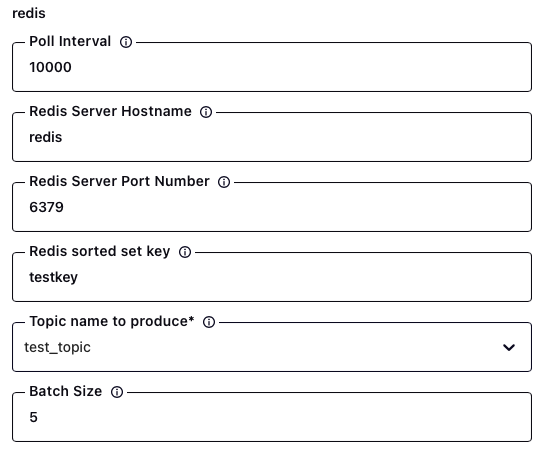 redis
Poll Interval
10000
Redis Server Hostname
redis
Redis Server Port Number
6379
Redis sorted set key
testkey
Topic name to produce*
test_topic
Batch Size
5